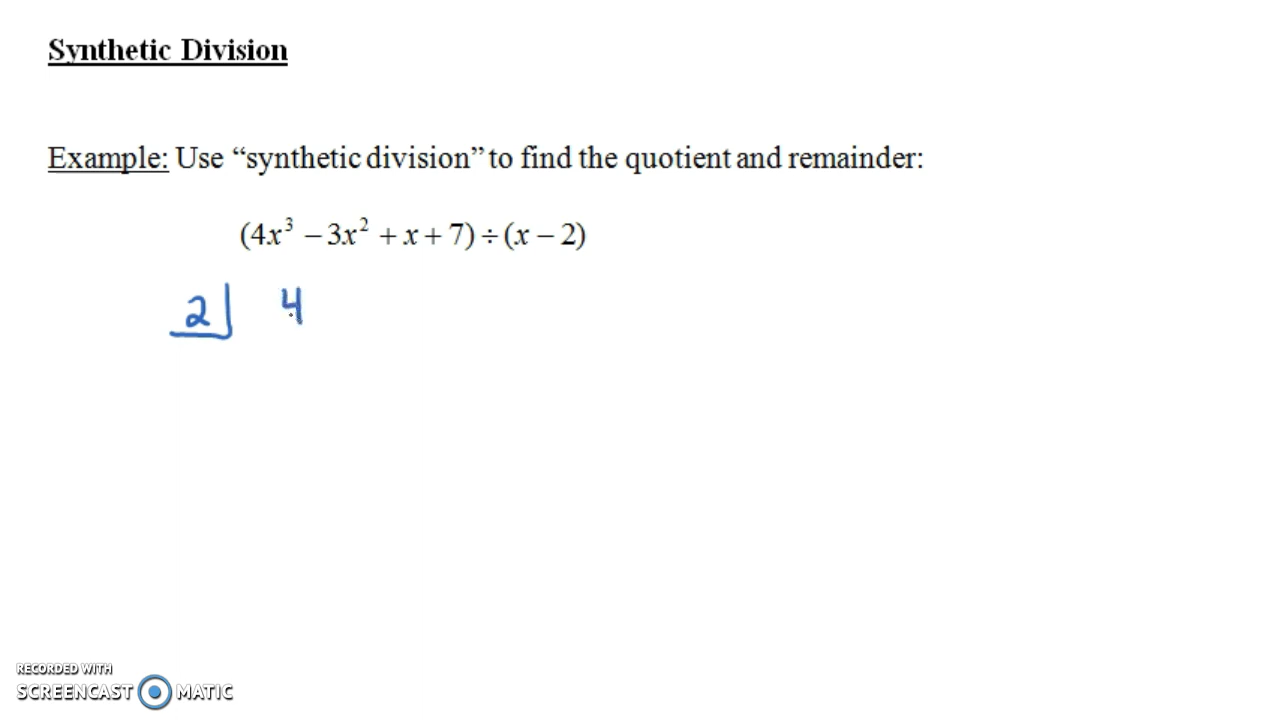 Synthetic Division
Example: Use “synthetic division” to find the quotient and remainder:
(4x³ − 3x² + x + 7) ÷ (x − 2)
2 4
RECORDED WITH
SCREENCAST MATIC